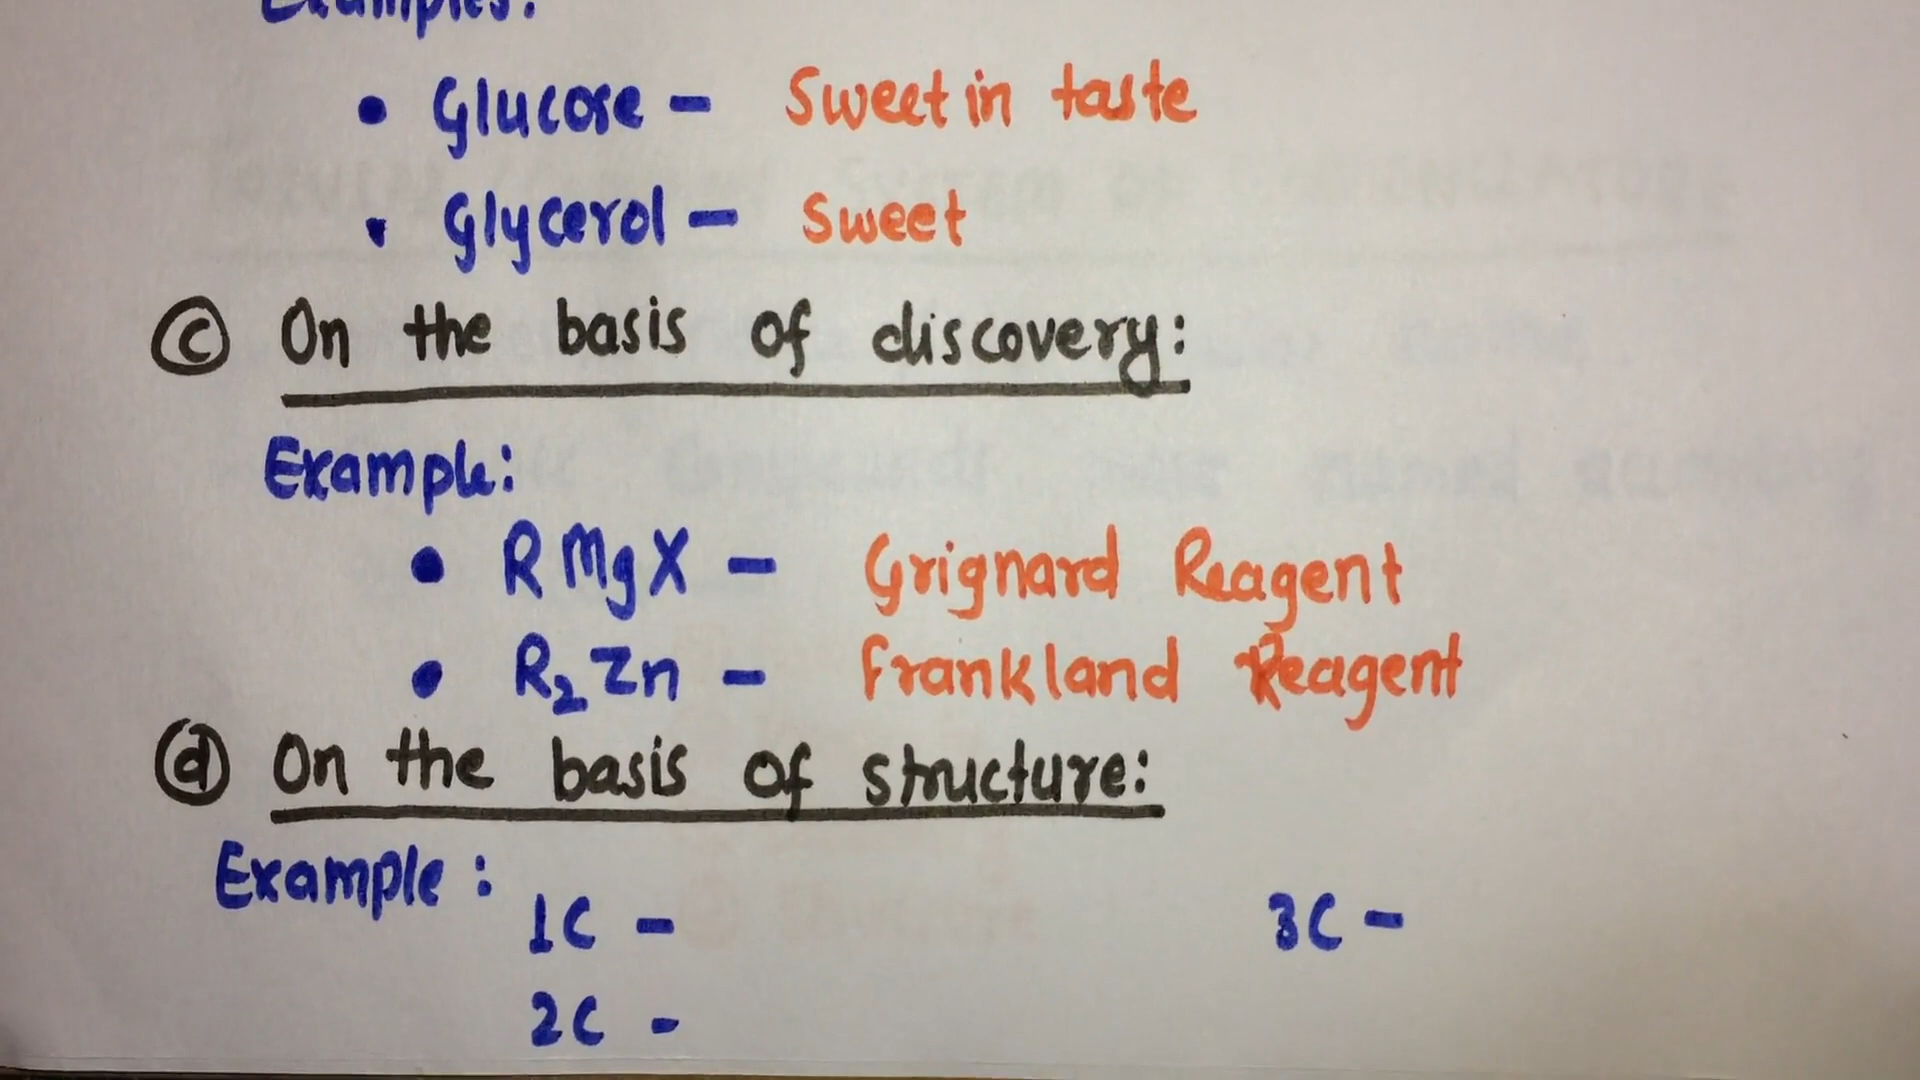 Examples:
• Glucose - Sweet in taste
• Glycerol - Sweet
(c) On the basis of discovery:
Example:
• RMgX - Grignard Reagent
• R₂Zn - Frankland Reagent
(d) On the basis of structure:
Example:
1C - 3C -
2C -